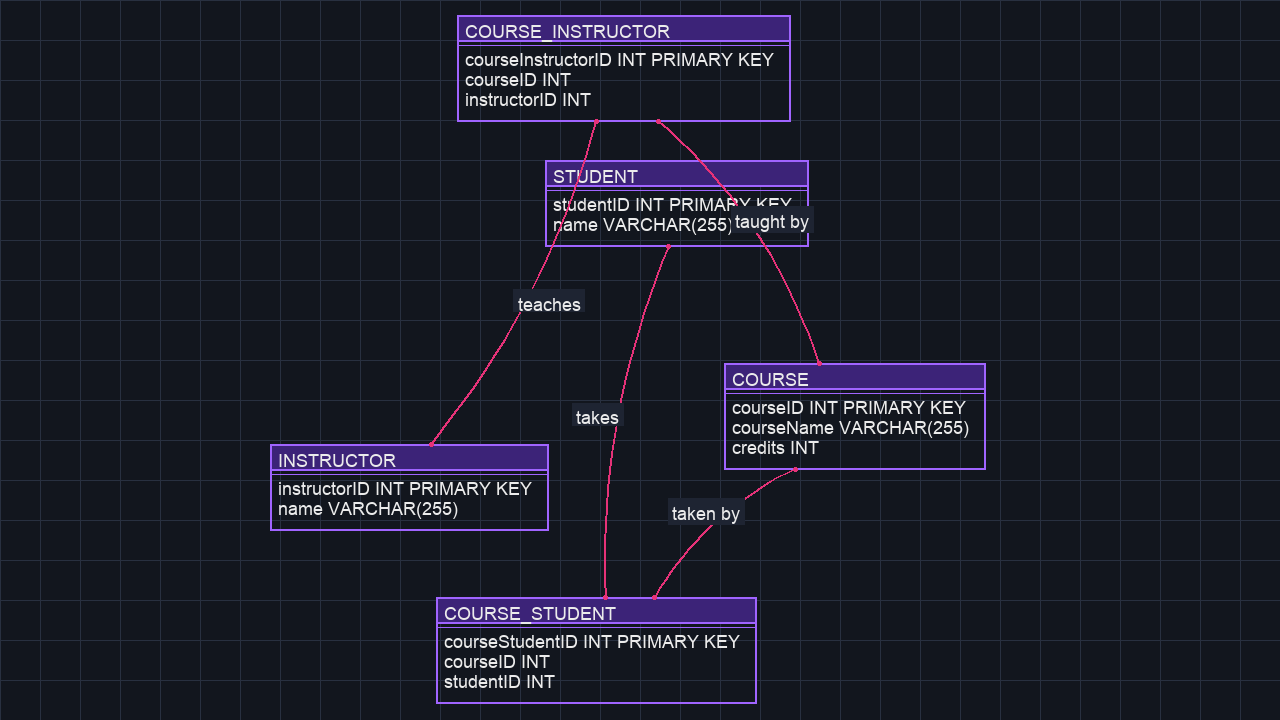 COURSE_INSTRUCTOR
courseInstructorID INT PRIMARY KEY
courseID INT
instructorID INT
STUDENT
studentID INT PRIMARY KEY
name VARCHAR(255)
taught by
teaches
takes
COURSE
courseID INT PRIMARY KEY
courseName VARCHAR(255)
credits INT
INSTRUCTOR
instructorID INT PRIMARY KEY
name VARCHAR(255)
taken by
COURSE_STUDENT
courseStudentID INT PRIMARY KEY
courseID INT
studentID INT